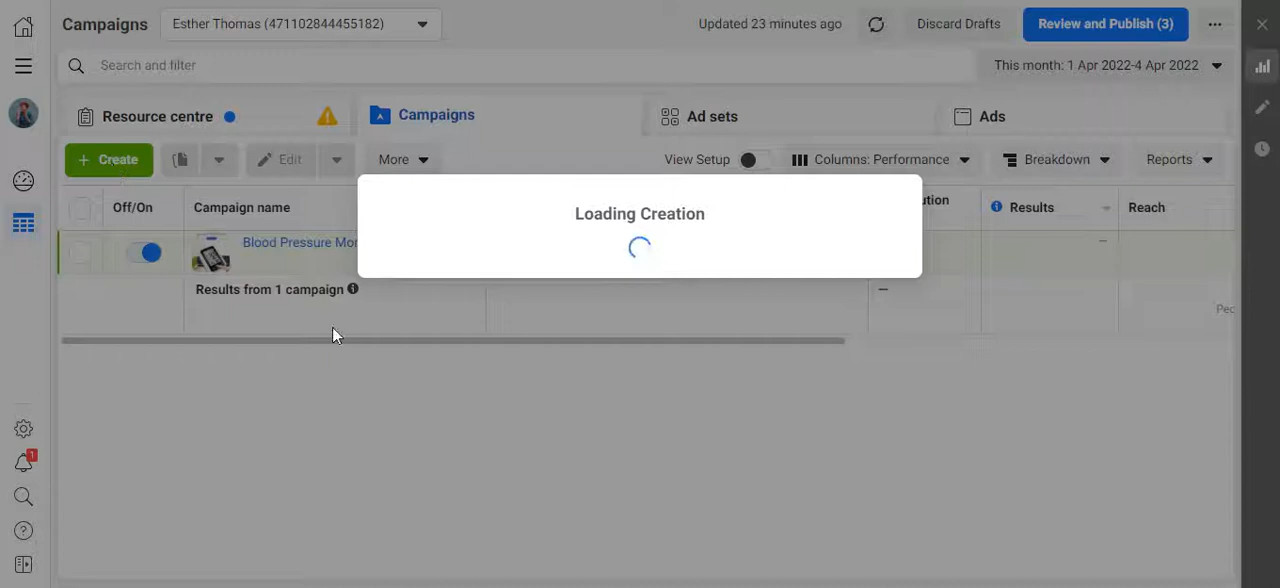 Campaigns
Esther Thomas (471102844455182)
Updated 23 minutes ago
Discard Drafts
Review and Publish (3)
Search and filter
This month: 1 Apr 2022-4 Apr 2022
Resource centre
Campaigns
Ad sets
Ads
+ Create
Edit
More
View Setup
Columns: Performance
Breakdown
Reports
Loading Creation
Off/On
Campaign name
Results
Reach
Blood Pressure
Results from 1 campaign
1